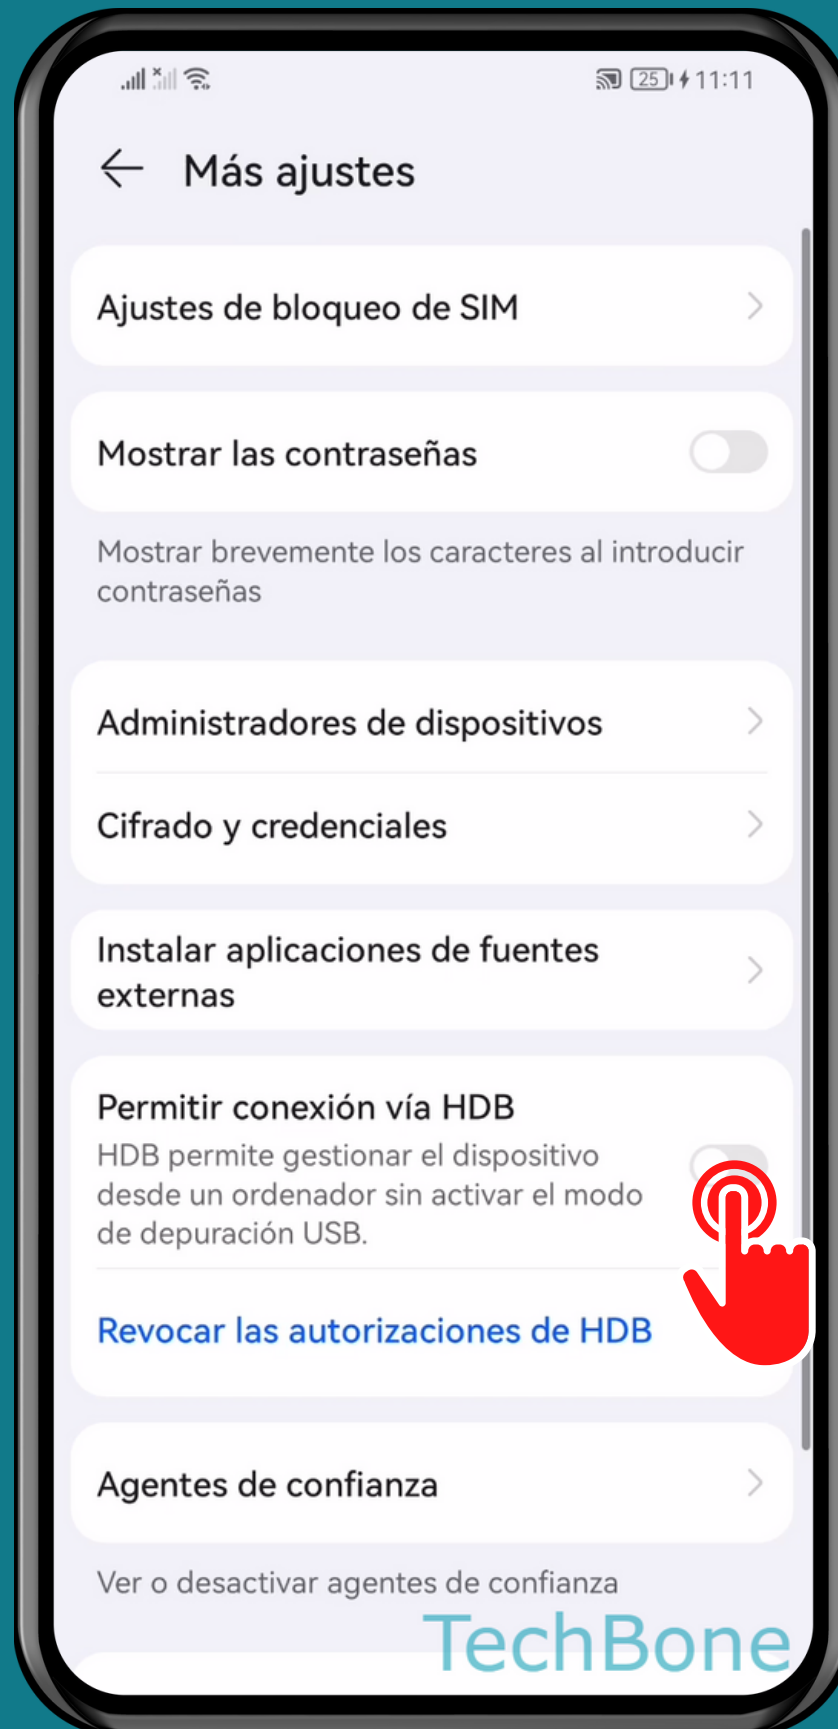 25 11:11
Más ajustes
Ajustes de bloqueo de SIM
Mostrar las contraseñas
Mostrar brevemente los caracteres al introducir
contraseñas
Administradores de dispositivos
Cifrado y credenciales
Instalar aplicaciones de fuentes
externas
Permitir conexión vía HDB
HDB permite gestionar el dispositivo
desde un ordenador sin activar el modo
de depuración USB.
Revocar las autorizaciones de HDB
Agentes de confianza
Ver o desactivar agentes de confianza
TechBone